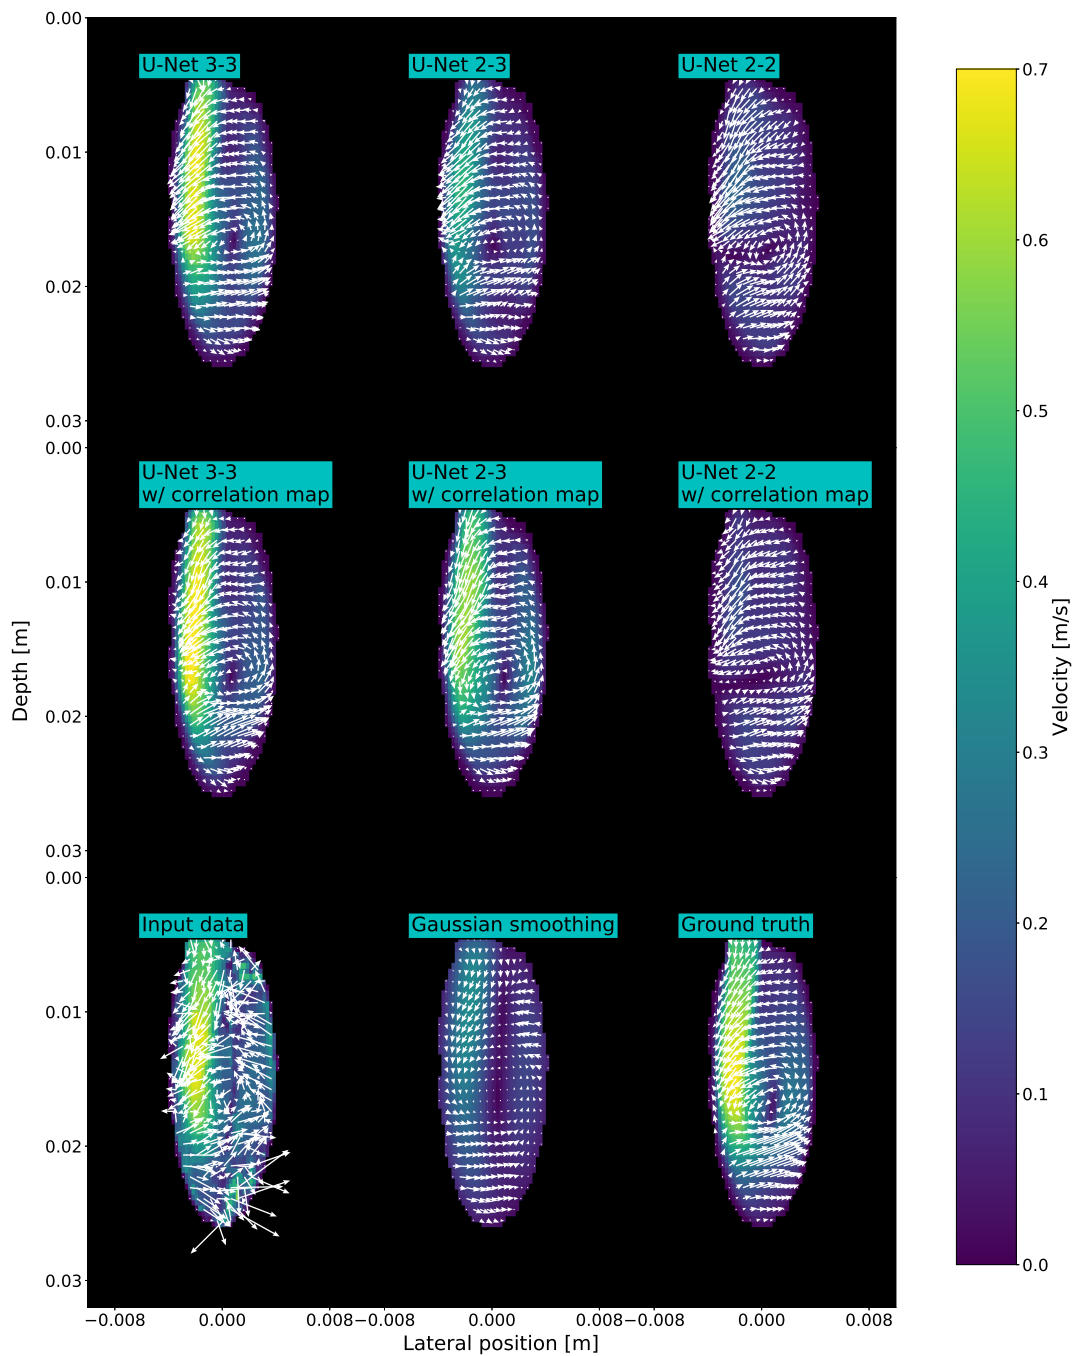 0.00
U-Net 3-3
U-Net 2-3
U-Net 2-2
0.7
0.01
0.6
0.02
0.5
0.03
0.00
U-Net 3-3
w/ correlation map
U-Net 2-3
w/ correlation map
U-Net 2-2
w/ correlation map
0.01
0.4
Depth [m]
Velocity [m/s]
0.02
0.3
0.03
0.00
Input data
Gaussian smoothing
Ground truth
0.2
0.01
0.1
0.02
0.0
0.03
−0.008 0.000 0.008 −0.008 0.000 0.008 −0.008 0.000 0.008
Lateral position [m]